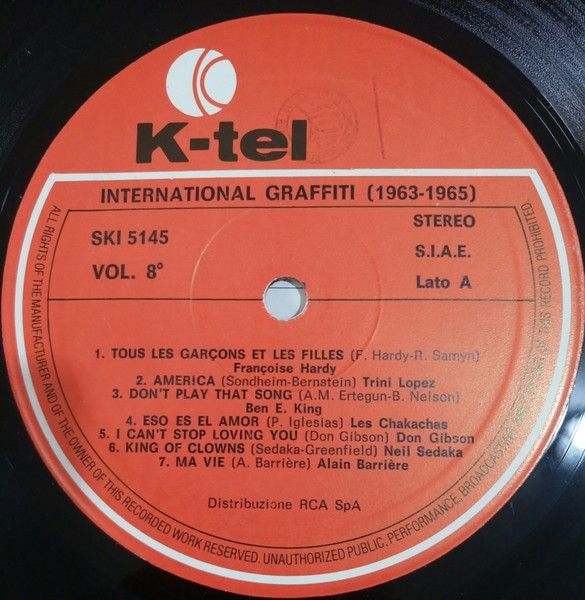 K-tel
INTERNATIONAL GRAFFITI (1963-1965)
SKI 5145
VOL. 8°
STEREO
S.I.A.E.
Lato A
1. TOUS LES GARÇONS ET LES FILLES (F. Hardy-R. Samyn)
Françoise Hardy
2. AMERICA (Sondheim-Bernstein) Trini Lopez
3. DON'T PLAY THAT SONG (A.M. Ertegun-B. Nelson)
Ben E. King
4. ESO ES EL AMOR (P. Iglesias) Les Chakachas
5. I CAN'T STOP LOVING YOU (Don Gibson) Don Gibson
6. KING OF CLOWNS (Sedaka-Greenfield) Neil Sedaka
7. MA VIE (A. Barrière) Alain Barrière
Distribuzione RCA SpA
ALL RIGHTS OF THE MANUFACTURER AND OF THE OWNER OF THIS RECORDED WORK RESERVED. UNAUTHORIZED PUBLIC, PERFORMANCE, BROADCASTING OF THIS RECORD PROHIBITED.